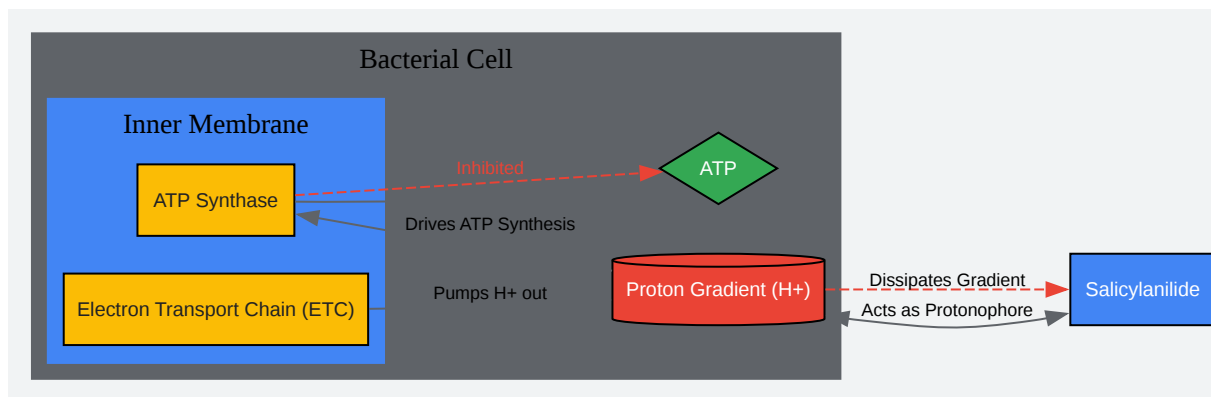 Bacterial Cell
Inner Membrane
ATP Synthase
Inhibited
ATP
Drives ATP Synthesis
Electron Transport Chain (ETC)
Pumps H+ out
Proton Gradient (H+)
Dissipates Gradient
Acts as Protonophore
Salicylanilide